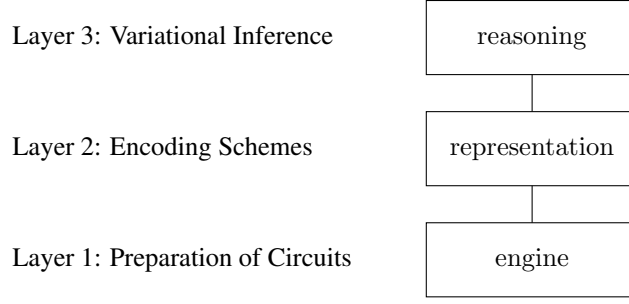 Layer 3: Variational Inference reasoning
Layer 2: Encoding Schemes representation
Layer 1: Preparation of Circuits engine